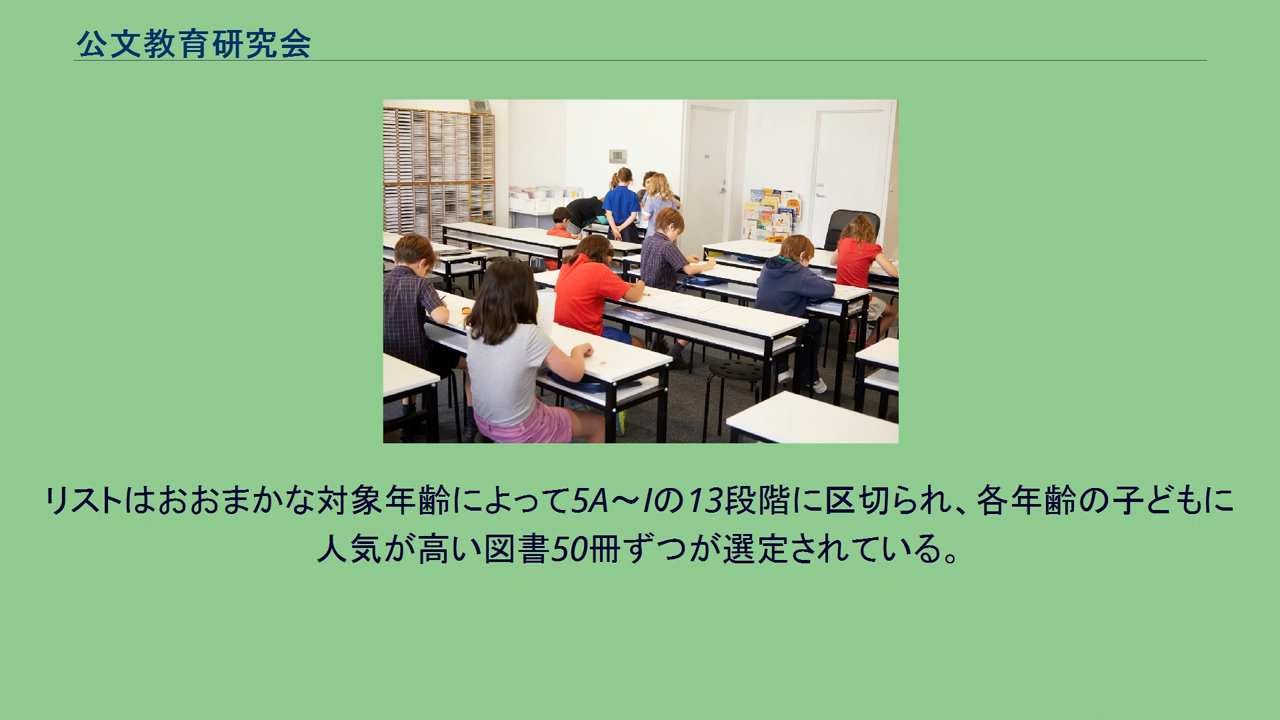 公文教育研究会
リストはおおまかな対象年齢によって5A～Iの13段階に区切られ、各年齢の子どもに
人気が高い図書50冊ずつが選定されている。